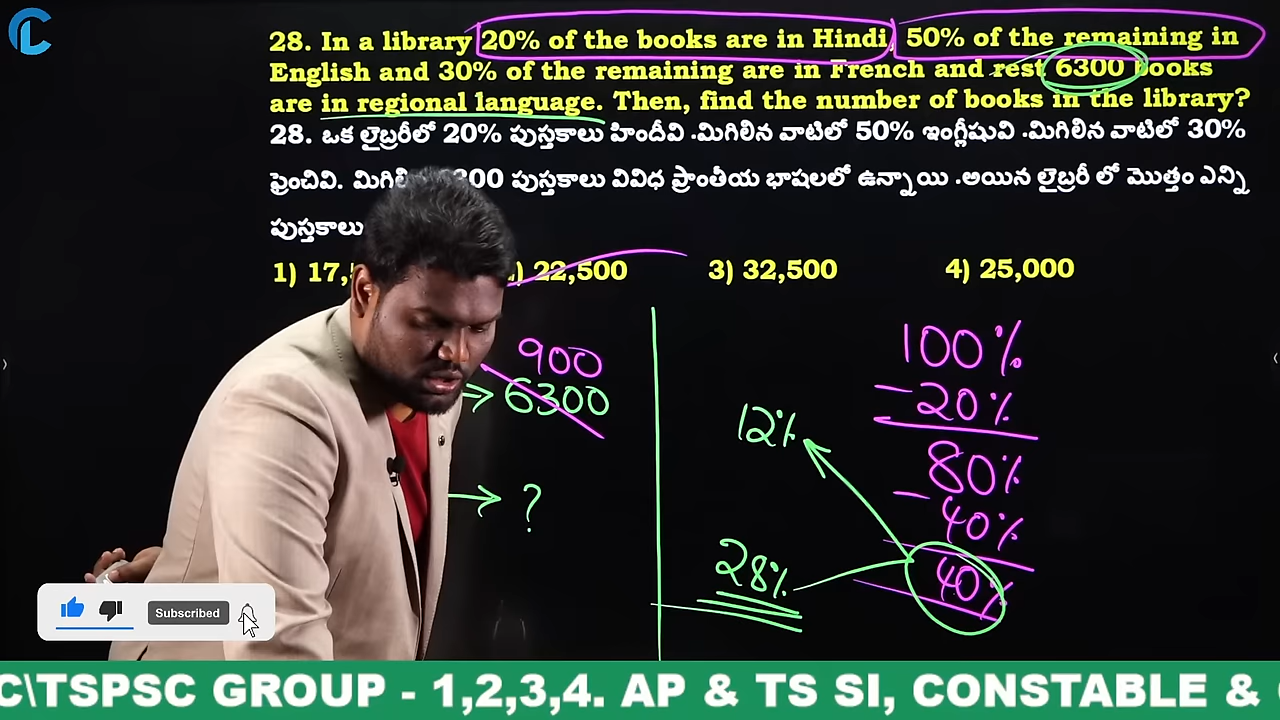 28. In a library 20% of the books are in Hindi, 50% of the remaining in
English and 30% of the remaining are in French and rest 6300 books
are in regional language. Then, find the number of books in the library?
28. ఒక లైబ్రరీలో 20% పుస్తకాలు హిందీవి .మిగిలిన వాటిలో 50% ఇంగ్లీషువి .మిగిలిన వాటిలో 30%
ఫ్రెంచివి. 300 పుస్తకాలు వివిధ ప్రాంతీయ భాషలలో ఉన్నాయి .అయిన లైబ్రరీ లో మొత్తం ఎన్ని
పుస్తకాలు
1) 17, 22,500 3) 32,500 4) 25,000
900
→ 6300
→ ?
100%
- 20%
80%
- 40%
40%
12%
28%
Subscribed
C\TSPSC GROUP - 1,2,3,4. AP & TS SI, CONSTABLE &